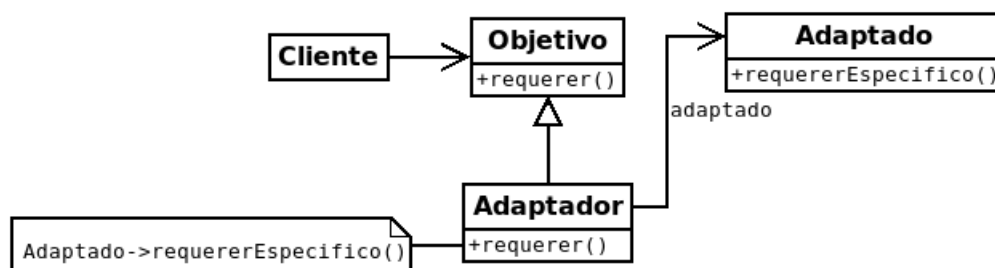 Cliente
Objetivo
+requerer()
Adaptado
+requererEspecifico()
adaptado
Adaptador
+requerer()
Adaptado->requererEspecifico()